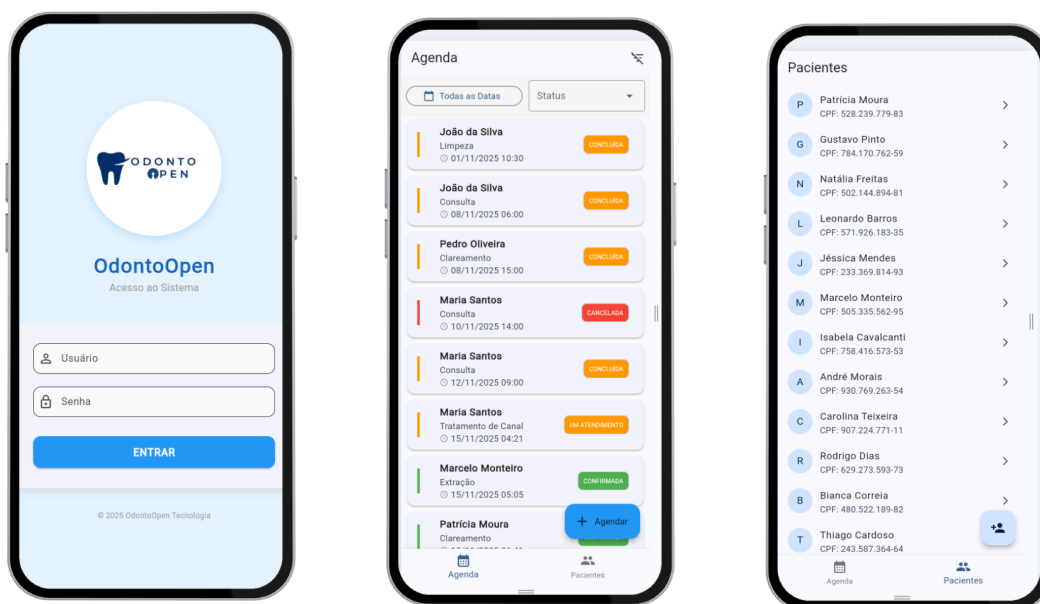 ODONTO
OPEN
OdontoOpen
Acesso ao Sistema
Usuário
Senha
ENTRAR
© 2025 OdontoOpen Tecnologia
Agenda
Todas as Datas
Status
João da Silva
Limpeza
CONCLUÍDA
01/11/2025 10:30
João da Silva
Consulta
CONCLUÍDA
08/11/2025 06:00
Pedro Oliveira
Clareamento
CONCLUÍDA
08/11/2025 15:00
Maria Santos
Consulta
CANCELADA
10/11/2025 14:00
Maria Santos
Consulta
CONCLUÍDA
12/11/2025 09:00
Maria Santos
Tratamento de Canal
EM ATENDIMENTO
15/11/2025 04:21
Marcelo Monteiro
Extração
CONFIRMADA
15/11/2025 05:05
Patrícia Moura
+ Agendar
Clareamento
Agenda
Pacientes
Pacientes
P
Patrícia Moura
CPF: 528.239.779-83
G
Gustavo Pinto
CPF: 784.170.762-59
N
Natália Freitas
CPF: 502.144.894-81
L
Leonardo Barros
CPF: 571.926.183-35
J
Jéssica Mendes
CPF: 233.369.814-93
M
Marcelo Monteiro
CPF: 505.335.562-95
I
Isabela Cavalcanti
CPF: 758.416.573-53
A
André Morais
CPF: 930.769.263-54
C
Carolina Teixeira
CPF: 907.224.771-11
R
Rodrigo Dias
CPF: 629.273.593-73
B
Bianca Correia
CPF: 480.522.189-82
T
Thiago Cardoso
CPF: 243.587.364-64
Agenda
Pacientes